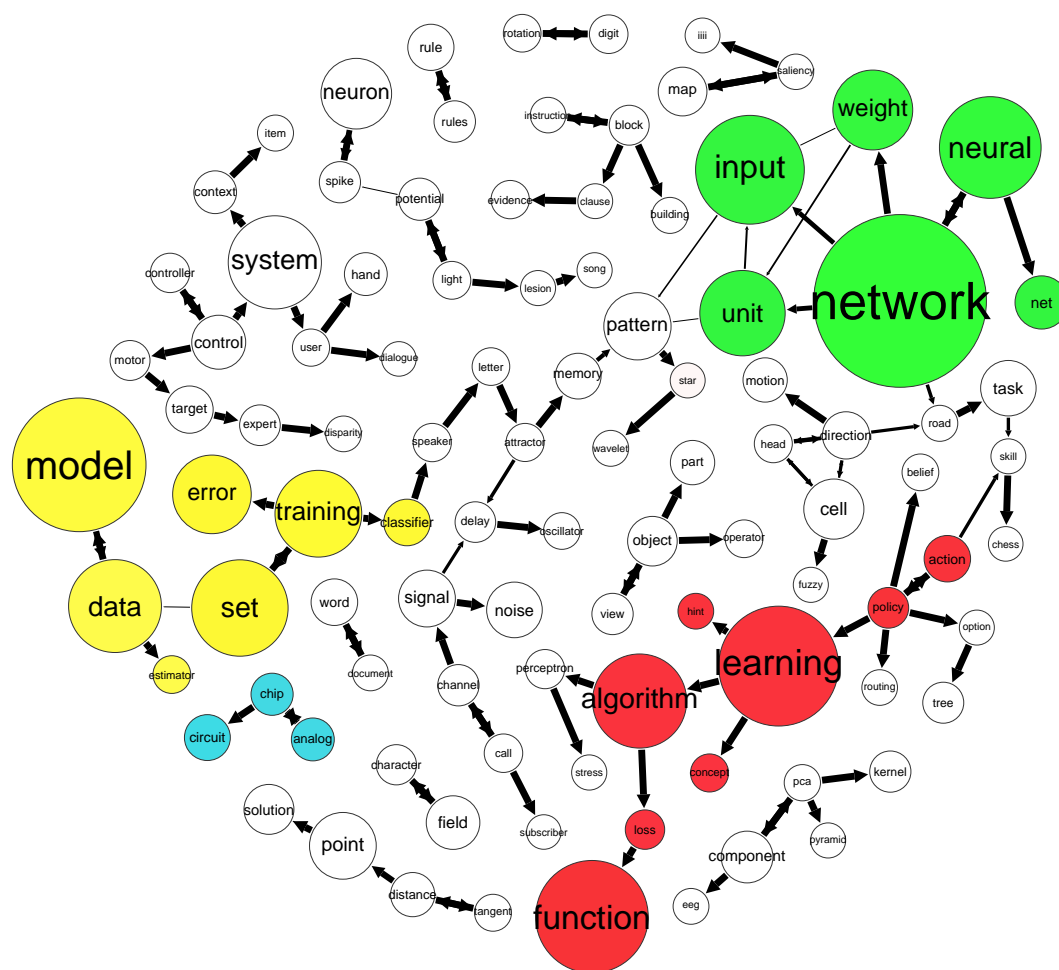 rotation
digit
rule
iiii
saliency
map
neuron
rules
instruction
block
weight
input
neural
item
context
spike
potential
evidence
clause
building
system
controller
hand
light
lesion
song
network
net
pattern
unit
control
user
dialogue
motor
memory
letter
star
motion
task
target
expert
disparity
speaker
attractor
wavelet
head
direction
road
skill
model
error
training
classifier
part
belief
cell
delay
oscillator
object
operator
chess
fuzzy
action
data
set
word
signal
noise
view
hint
policy
option
estimator
document
channel
perceptron
algorithm
learning
routing
tree
chip
circuit
analog
call
stress
concept
character
pca
kernel
solution
field
subscriber
loss
pyramid
point
component
distance
tangent
eeg
function